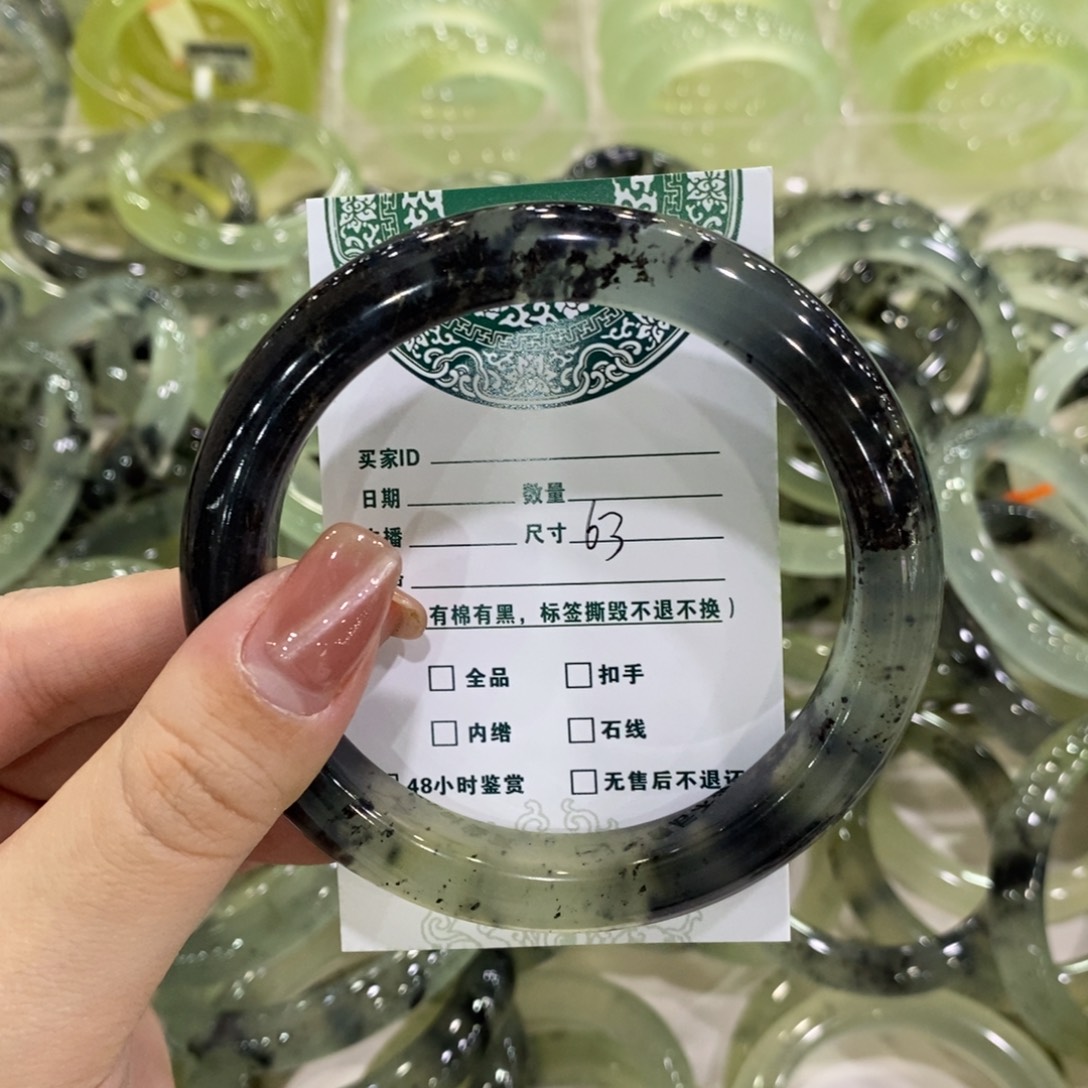 买家ID
日期 数量
播 尺寸 63
有棉有黑，标签撕毁不退不换）
全品 扣手
内绺 石线
48小时鉴赏 无售后不退还